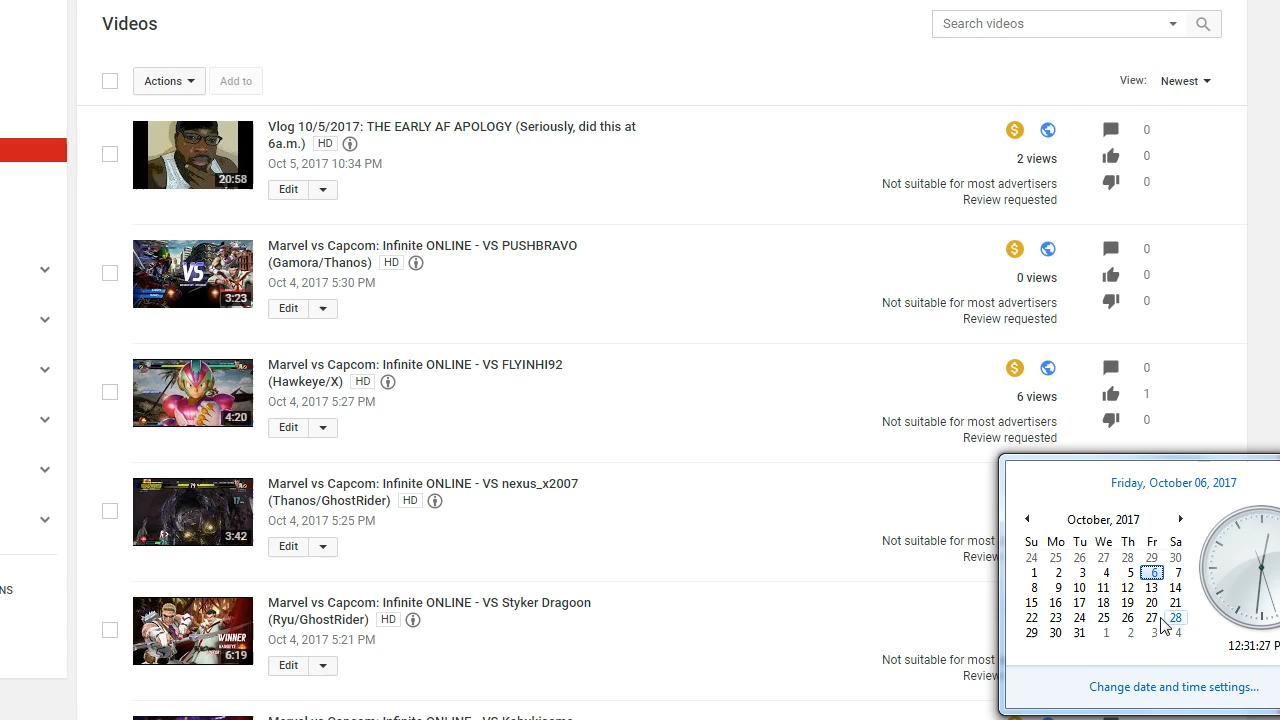 Videos
Search videos
Actions
Add to
View: Newest
Vlog 10/5/2017: THE EARLY AF APOLOGY (Seriously, did this at
6a.m.) HD
Oct 5, 2017 10:34 PM
20:58
Edit
2 views
Not suitable for most advertisers
Review requested
0
0
0
Marvel vs Capcom: Infinite ONLINE - VS PUSHBRAVO
(Gamora/Thanos) HD
Oct 4, 2017 5:30 PM
VS
3:23
Edit
0 views
Not suitable for most advertisers
Review requested
0
0
0
Marvel vs Capcom: Infinite ONLINE - VS FLYINHI92
(Hawkeye/X) HD
Oct 4, 2017 5:27 PM
4:20
Edit
6 views
Not suitable for most advertisers
Review requested
0
1
0
Marvel vs Capcom: Infinite ONLINE - VS nexus_x2007
(Thanos/GhostRider) HD
Oct 4, 2017 5:25 PM
3:42
Edit
Not suitable for most
Marvel vs Capcom: Infinite ONLINE - VS Styker Dragoon
(Ryu/GhostRider) HD
Oct 4, 2017 5:21 PM
WINNER
6:19
Edit
Not suitable for most
NS
Friday, October 06, 2017
October, 2017
Su Mo Tu We Th Fr Sa
24 25 26 27 28 29 30
1 2 3 4 5 6 7
8 9 10 11 12 13 14
15 16 17 18 19 20 21
22 23 24 25 26 27 28
29 30 31 1 2 3 4
12:31:27 P
Change date and time settings...